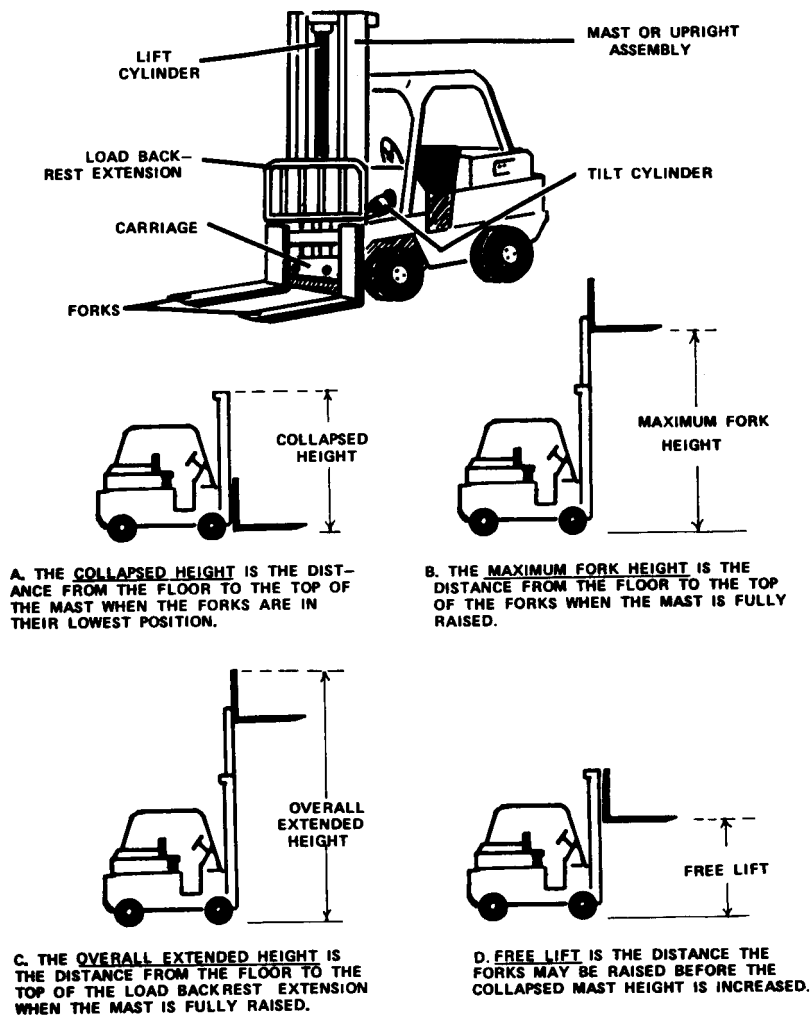 LIFT
CYLINDER
MAST OR UPRIGHT
ASSEMBLY
LOAD BACK–
REST EXTENSION
TILT CYLINDER
CARRIAGE
FORKS
COLLAPSED
HEIGHT
MAXIMUM FORK
HEIGHT
A. THE COLLAPSED HEIGHT IS THE DIST–
ANCE FROM THE FLOOR TO THE TOP OF
THE MAST WHEN THE FORKS ARE IN
THEIR LOWEST POSITION.
B. THE MAXIMUM FORK HEIGHT IS THE
DISTANCE FROM THE FLOOR TO THE TOP
OF THE FORKS WHEN THE MAST IS FULLY
RAISED.
OVERALL
EXTENDED
HEIGHT
FREE LIFT
C. THE OVERALL EXTENDED HEIGHT IS
THE DISTANCE FROM THE FLOOR TO THE
TOP OF THE LOAD BACKREST EXTENSION
WHEN THE MAST IS FULLY RAISED.
D. FREE LIFT IS THE DISTANCE THE
FORKS MAY BE RAISED BEFORE THE
COLLAPSED MAST HEIGHT IS INCREASED.